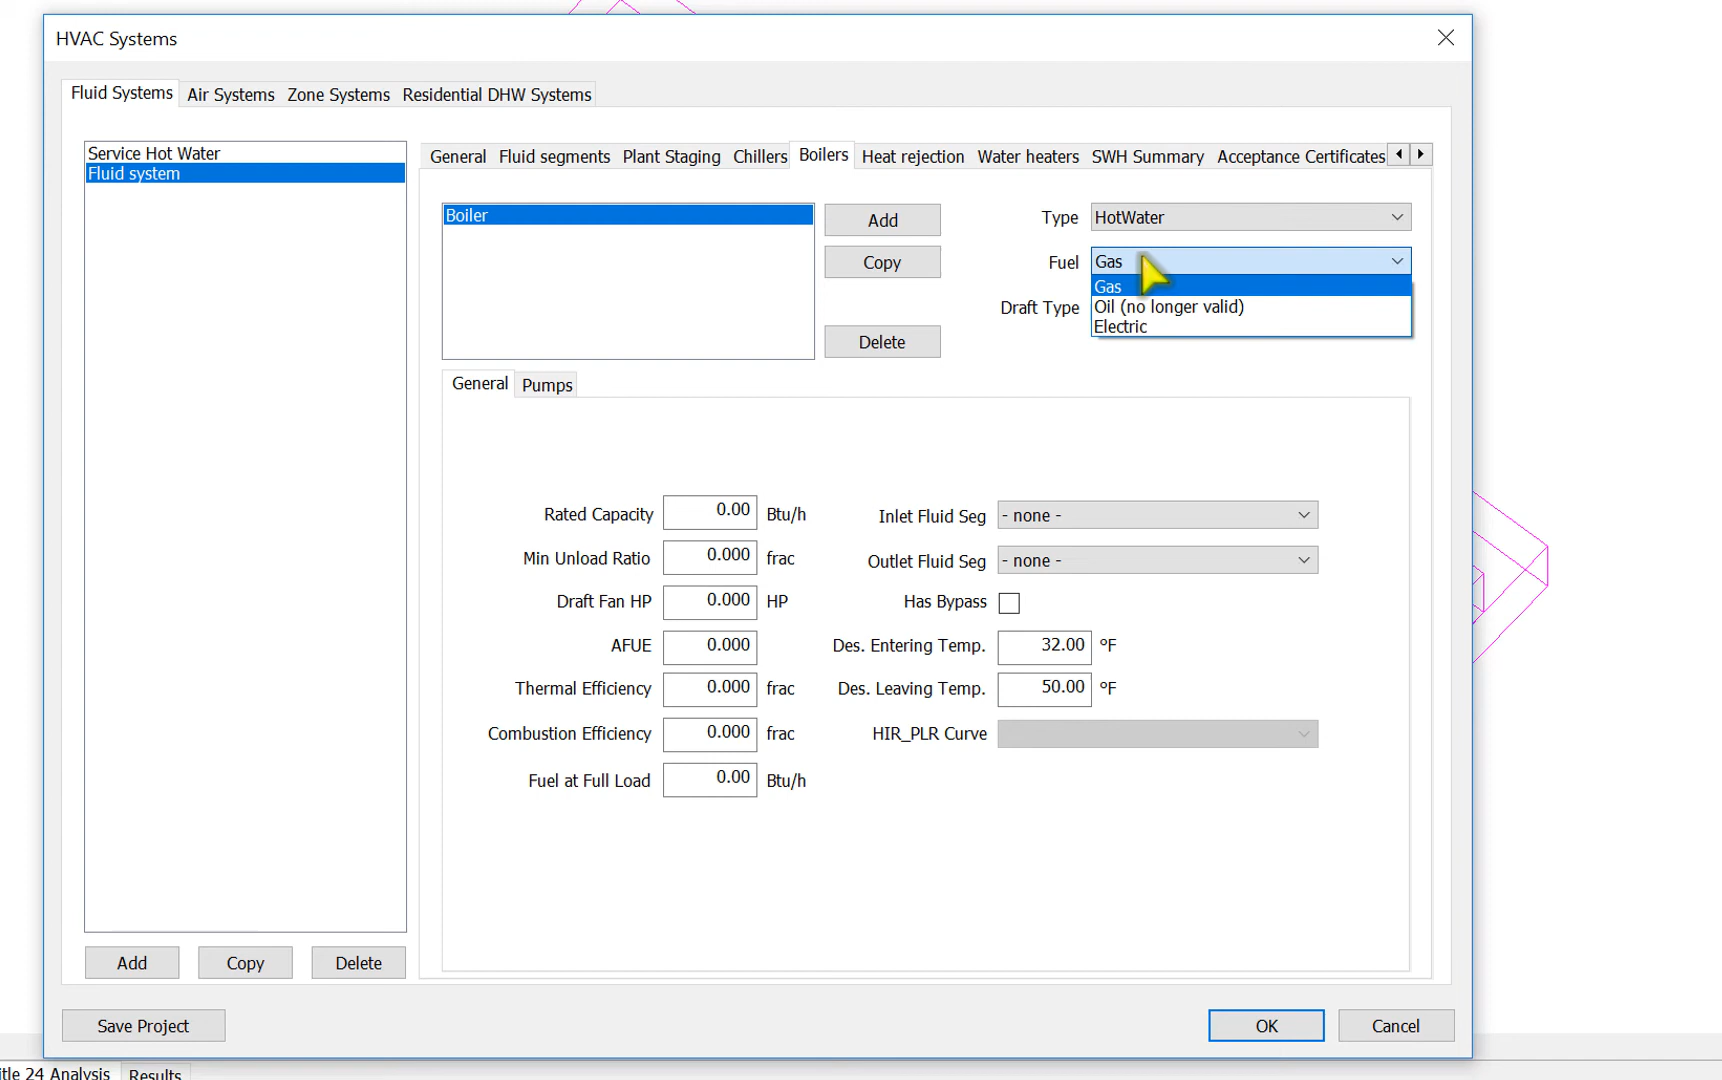 HVAC Systems
Fluid Systems Air Systems Zone Systems Residential DHW Systems
Service Hot Water
Fluid system
General Fluid segments Plant Staging Chillers Boilers Heat rejection Water heaters SWH Summary Acceptance Certificates
Boiler
Add
Copy
Delete
Type HotWater
Fuel Gas
Gas
Oil (no longer valid)
Electric
Draft Type
General Pumps
Rated Capacity 0.00 Btu/h
Min Unload Ratio 0.000 frac
Draft Fan HP 0.000 HP
AFUE 0.000
Thermal Efficiency 0.000 frac
Combustion Efficiency 0.000 frac
Fuel at Full Load 0.00 Btu/h
Inlet Fluid Seg - none -
Outlet Fluid Seg - none -
Has Bypass
Des. Entering Temp. 32.00 °F
Des. Leaving Temp. 50.00 °F
HIR_PLR Curve
Add Copy Delete
Save Project OK Cancel
itle 24 Analysis Results